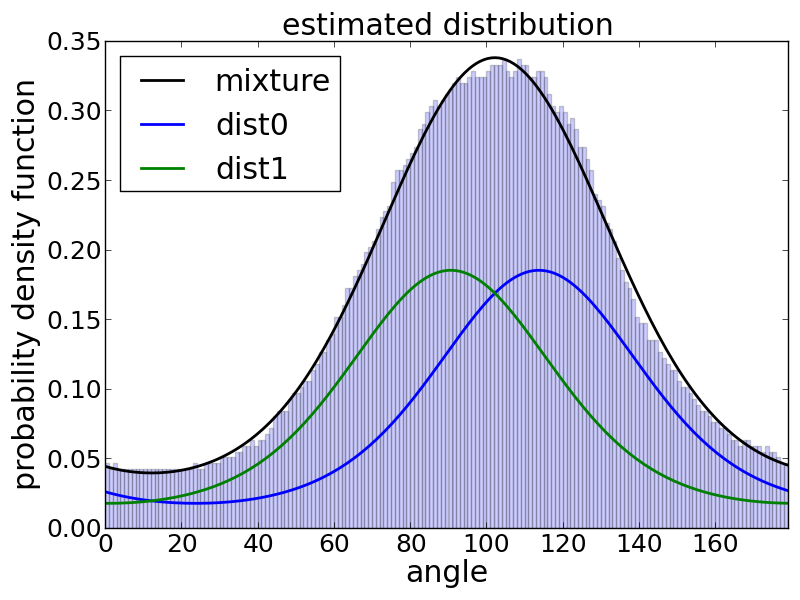 estimated distribution
probability density function
0.35
0.30
0.25
0.20
0.15
0.10
0.05
0.00
mixture
dist0
dist1
0 20 40 60 80 100 120 140 160
angle